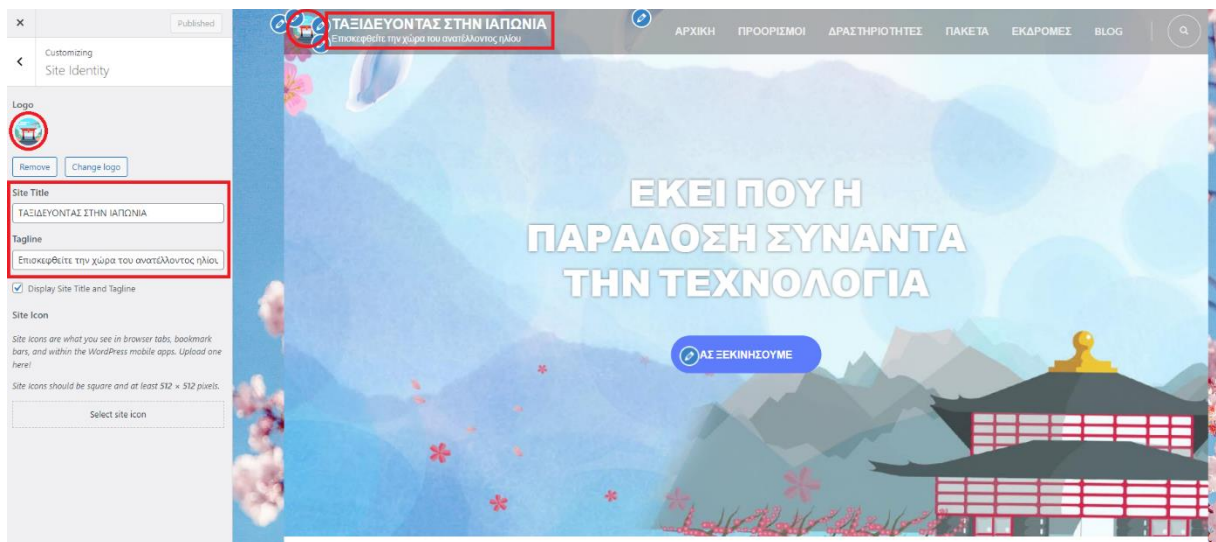 Published
Customizing
Site Identity
Logo
Remove
Change logo
Site Title
ΤΑΞΙΔΕΥΟΝΤΑΣ ΣΤΗΝ ΙΑΠΩΝΙΑ
Tagline
Επισκεφθείτε την χώρα του ανατέλλοντος ηλίου
Display Site Title and Tagline
Site Icon
Site Icons are what you see in browser tabs, bookmark
bars, and within the WordPress mobile apps. Upload one
here!
Site icons should be square and at least 512 × 512 pixels.
Select site icon
ΤΑΞΙΔΕΥΟΝΤΑΣ ΣΤΗΝ ΙΑΠΩΝΙΑ
Επισκεφθείτε την χώρα του ανατέλλοντος ηλίου
ΑΡΧΙΚΗ ΠΡΟΟΡΙΣΜΟΙ ΔΡΑΣΤΗΡΙΟΤΗΤΕΣ ΠΑΚΕΤΑ ΕΚΔΡΟΜΕΣ BLOG
ΕΚΕΙ ΠΟΥ Η
ΠΑΡΑΔΟΣΗ ΣΥΝΑΝΤΑ
ΤΗΝ ΤΕΧΝΟΛΟΓΙΑ
ΑΣ ΞΕΚΙΝΗΣΟΥΜΕ